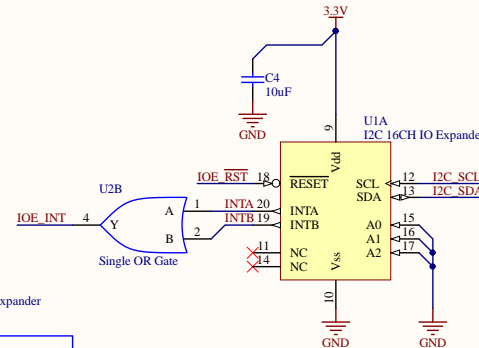 3.3V
C4
10uF
GND
U1A
I2C 16CH IO Expande
9
Vdd
IOE_RST
18
RESET
SCL
12
I2C_SCL
SDA
13
I2C_SDA
U2B
IOE_INT
4
Y
A
1
INTA
20
INTA
B
2
INTB
19
INTB
Single OR Gate
A0
15
A1
16
A2
17
11
NC
14
NC
Vss
10
GND
GND
xpander